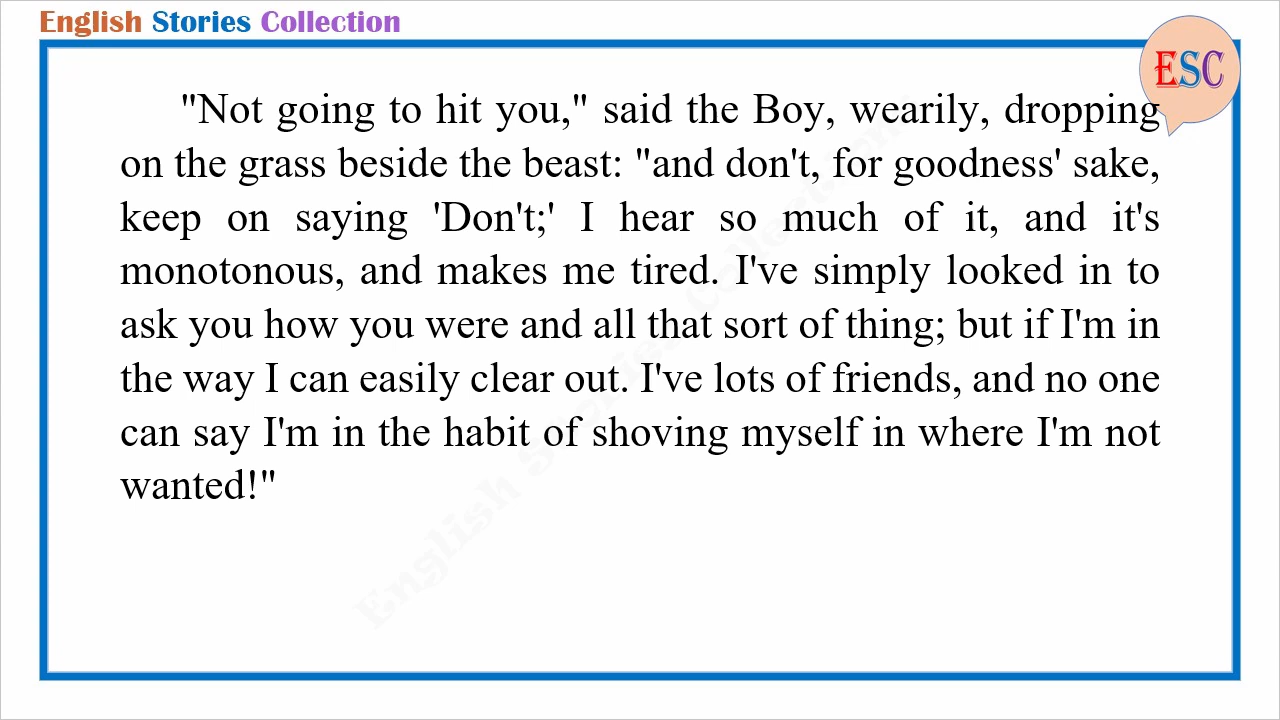 English Stories Collection
ESC
"Not going to hit you," said the Boy, wearily, dropping
on the grass beside the beast: "and don't, for goodness' sake,
keep on saying 'Don't;' I hear so much of it, and it's
monotonous, and makes me tired. I've simply looked in to
ask you how you were and all that sort of thing; but if I'm in
the way I can easily clear out. I've lots of friends, and no one
can say I'm in the habit of shoving myself in where I'm not
wanted!"
English Stories Collection